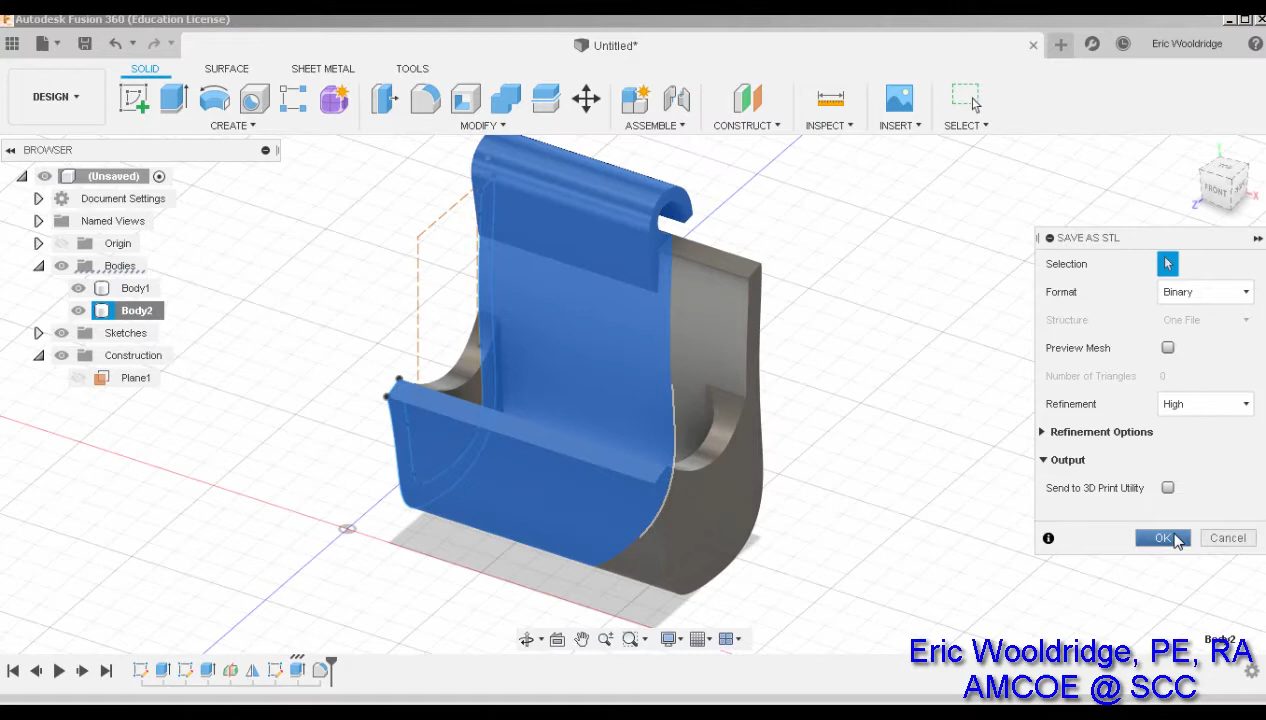 Autodesk Fusion 360 (Education License)
Untitled*
Eric Wooldridge
DESIGN
SOLID
SURFACE
SHEET METAL
TOOLS
CREATE
MODIFY
ASSEMBLE
CONSTRUCT
INSPECT
INSERT
SELECT
BROWSER
(Unsaved)
Document Settings
Named Views
Origin
Bodies
Body1
Body2
Sketches
Construction
Plane1
Y
TOP
FRONT
X
Z
SAVE AS STL
Selection
Format Binary
Structure One File
Preview Mesh
Number of Triangles 0
Refinement High
Refinement Options
Output
Send to 3D Print Utility
OK Cancel
Body2
Eric Wooldridge, PE, RA
AMCOE @ SCC